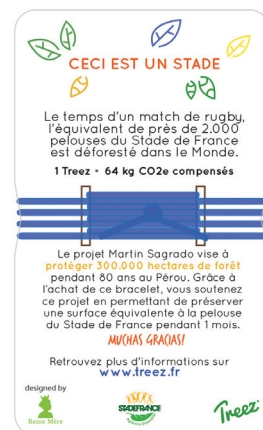 CECI EST UN STADE
Le temps d'un match de rugby,
l'équivalent de près de 2.000
pelouses du Stade de France
est déforesté dans le Monde.
1 Treez = 64 kg CO2e compensés
Le projet Martin Sagrado vise à
protéger 300.000 hectares de forêt
pendant 80 ans au Pérou. Grâce à
l'achat de ce bracelet, vous soutenez
ce projet en permettant de préserver
une surface équivalente à la pelouse
du Stade de France pendant 1 mois.
MUCHAS GRACIAS!
Retrouvez plus d'informations sur
www.treez.fr
designed by
Reine Mère
STADEFRANCE
Treez